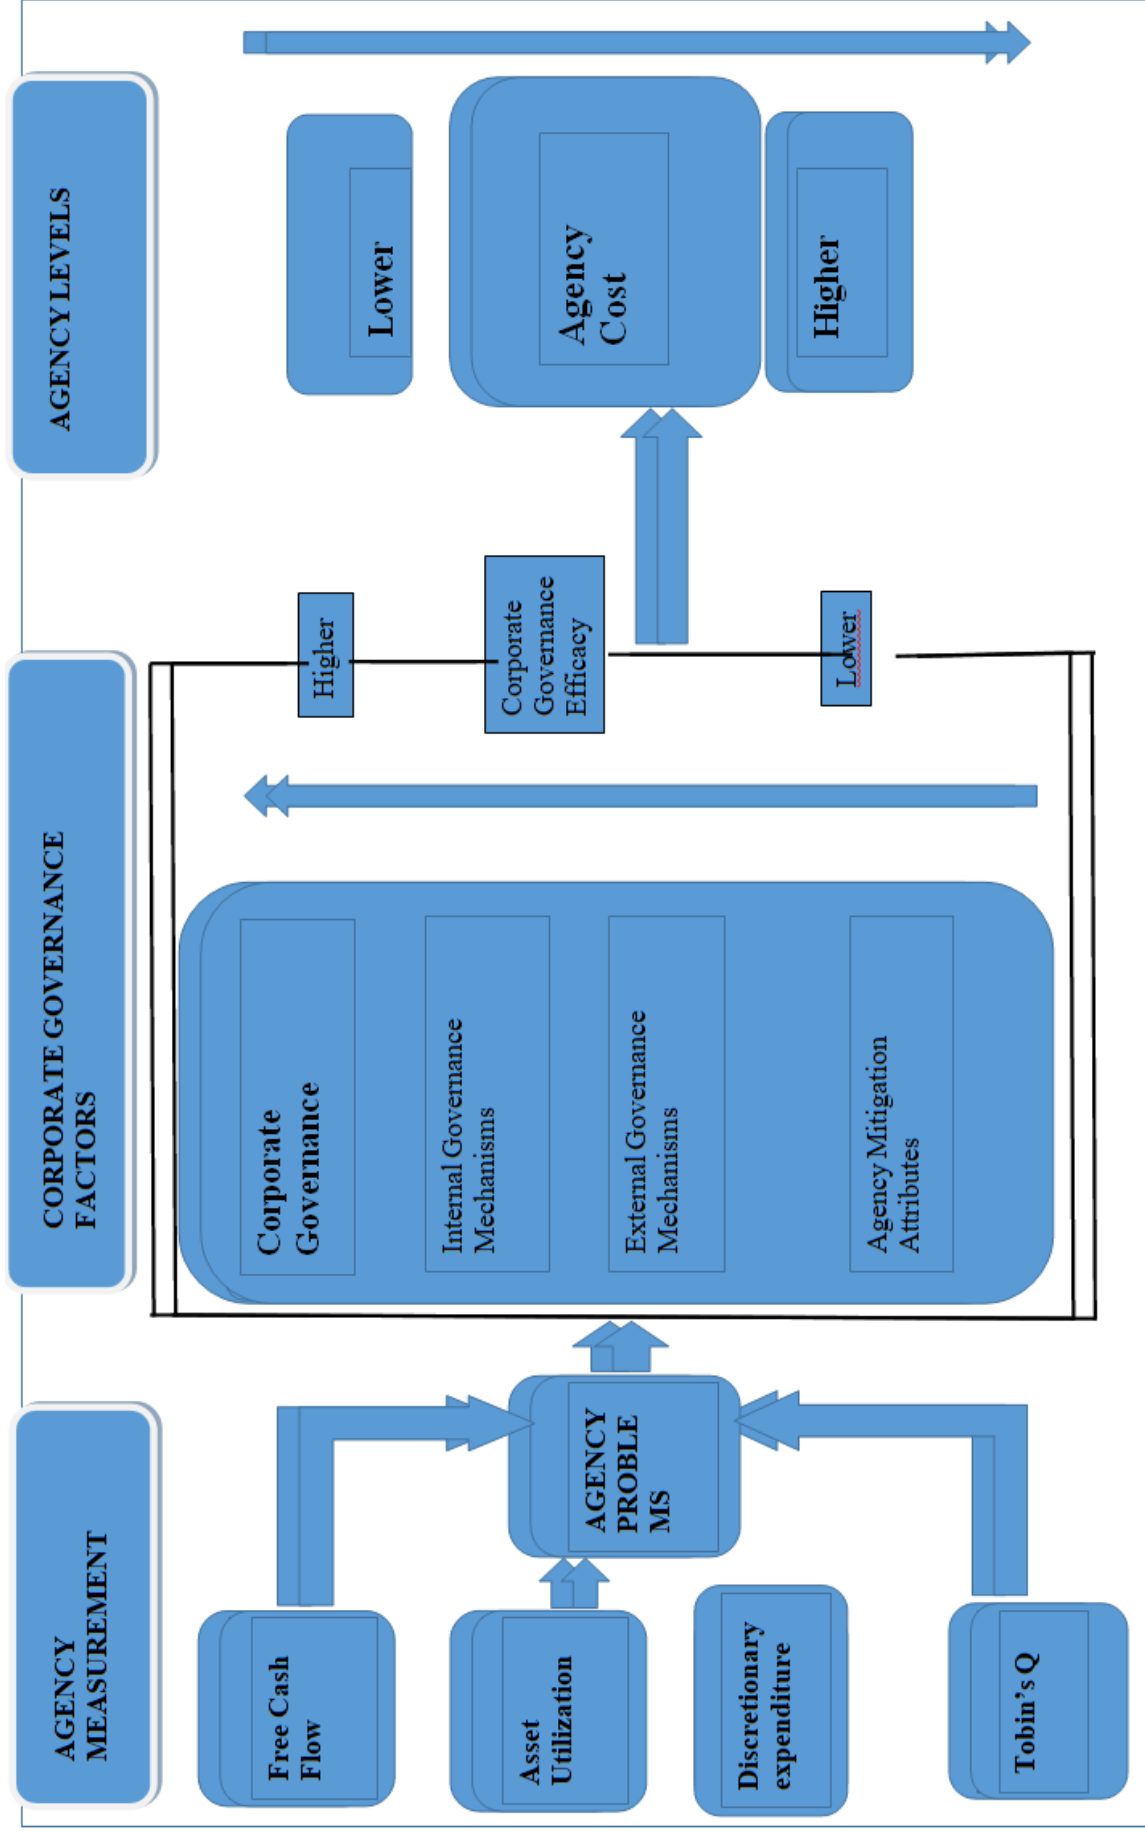 AGENCY
MEASUREMENT
CORPORATE GOVERNANCE
FACTORS
AGENCY LEVELS
Free Cash
Flow
Asset
Utilization
Discretionary
expenditure
Tobin's Q
AGENCY
PROBLE
MS
Corporate
Governance
Internal Governance
Mechanisms
External Governance
Mechanisms
Agency Mitigation
Attributes
Higher
Corporate
Governance
Efficacy
Lower
Lower
Agency
Cost
Higher